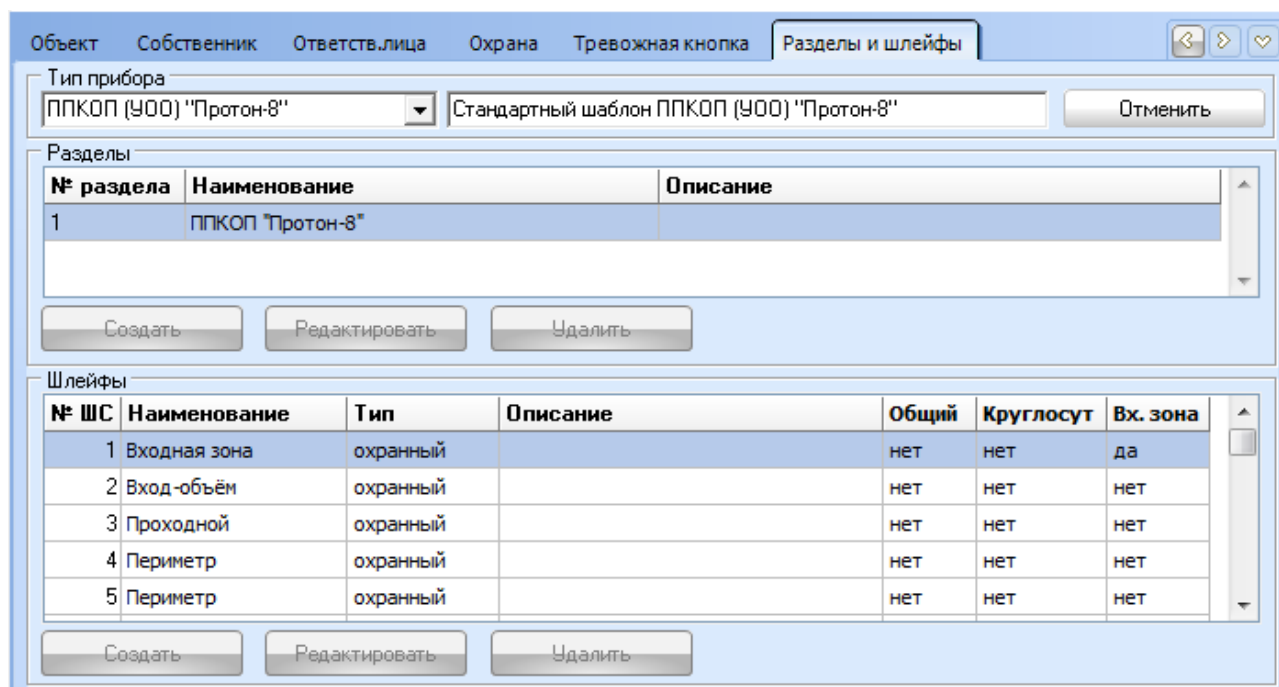 Объект Собственник Ответств.лица Охрана Тревожная кнопка Разделы и шлейфы
Тип прибора
ППКОП (УОО) "Протон-8" Стандартный шаблон ППКОП (УОО) "Протон-8" Отменить
Разделы
№ раздела Наименование Описание
1 ППКОП "Протон-8"
Создать Редактировать Удалить
Шлейфы
№ ШС Наименование Тип Описание Общий Круглосут Вх. зона
1 Входная зона охранный нет нет да
2 Вход-объём охранный нет нет нет
3 Проходной охранный нет нет нет
4 Периметр охранный нет нет нет
5 Периметр охранный нет нет нет
Создать Редактировать Удалить